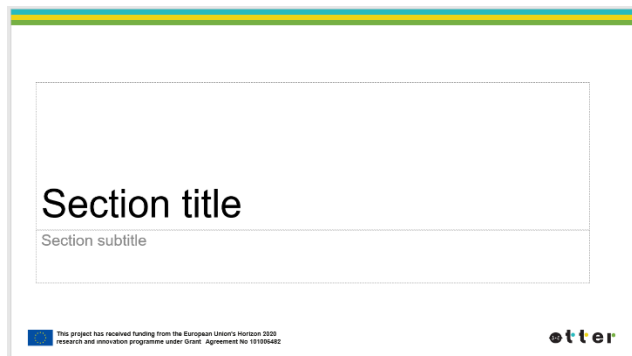 Section title
Section subtitle
This project has received funding from the European Union's Horizon 2020
research and innovation programme under Grant Agreement No 101006482
otter